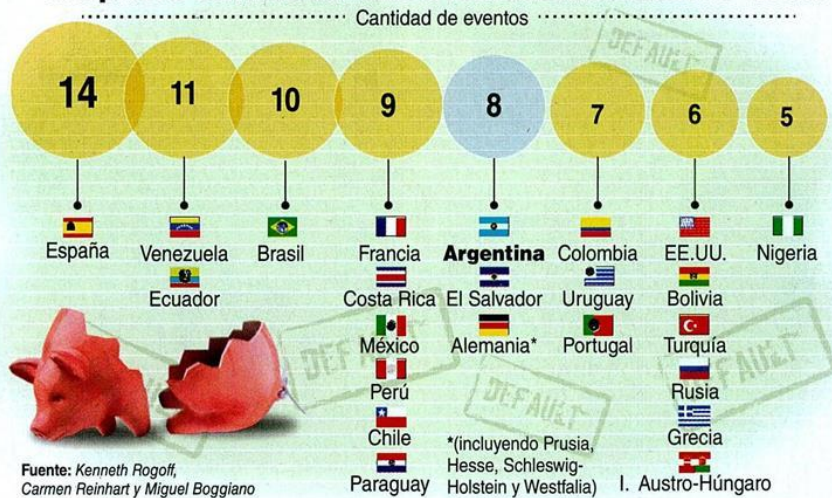 Cantidad de eventos
14
11
10
9
8
7
6
5
España
Venezuela
Brasil
Francia
Argentina
Colombia
EE.UU.
Nigeria
Ecuador
Costa Rica
El Salvador
Uruguay
Bolivia
México
Alemania*
Portugal
Turquía
Perú
Rusia
Chile
Grecia
Paraguay
I. Austro-Húngaro
*(incluyendo Prusia,
Hesse, Schleswig-
Holstein y Westfalia)
Fuente: Kenneth Rogoff,
Carmen Reinhart y Miguel Boggiano
DEFAULT
DEFAULT
DEFAULT
DEFAULT